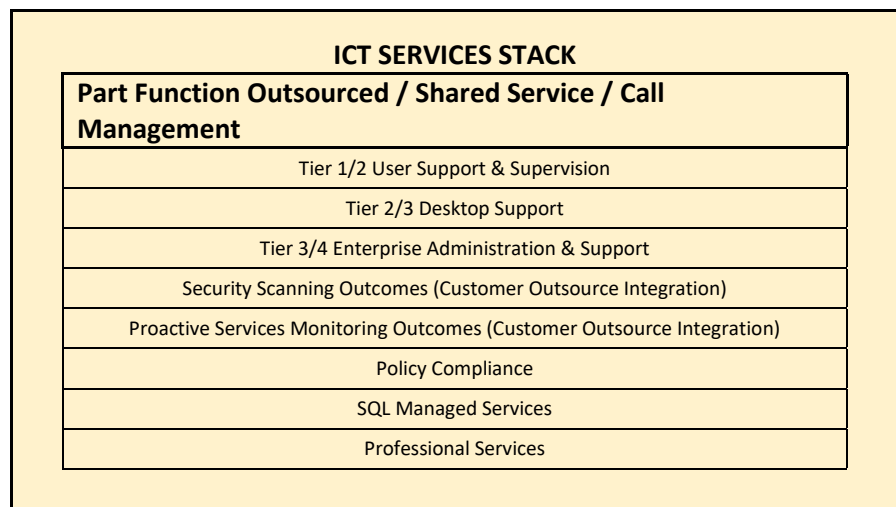 ICT SERVICES STACK
Part Function Outsourced / Shared Service / Call
Management
Tier 1/2 User Support & Supervision
Tier 2/3 Desktop Support
Tier 3/4 Enterprise Administration & Support
Security Scanning Outcomes (Customer Outsource Integration)
Proactive Services Monitoring Outcomes (Customer Outsource Integration)
Policy Compliance
SQL Managed Services
Professional Services